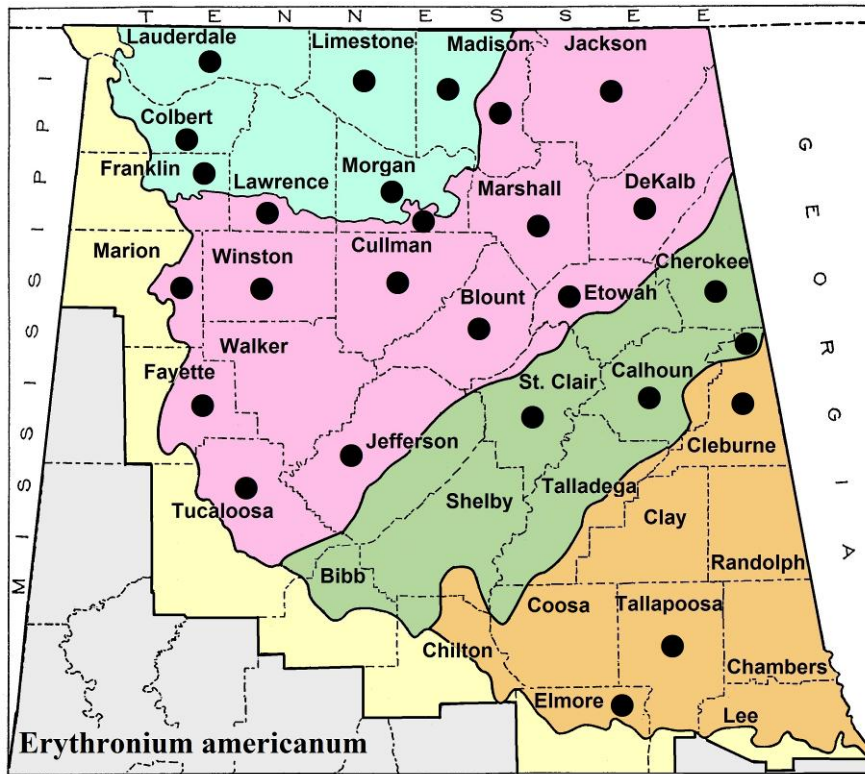 TENNESSEE
Lauderdale
Limestone
Madison
Jackson
Colbert
Franklin
Lawrence
Morgan
Marshall
DeKalb
Marion
Winston
Cullman
Cherokee
Blount
Etowah
Walker
Fayette
St. Clair
Calhoun
Jefferson
Cleburne
Tucaloosa
Shelby
Talladega
Clay
Bibb
Randolph
Coosa
Tallapoosa
Chilton
Chambers
Elmore
Lee
MISSISSIPPI
GEORGIA
Erythronium americanum